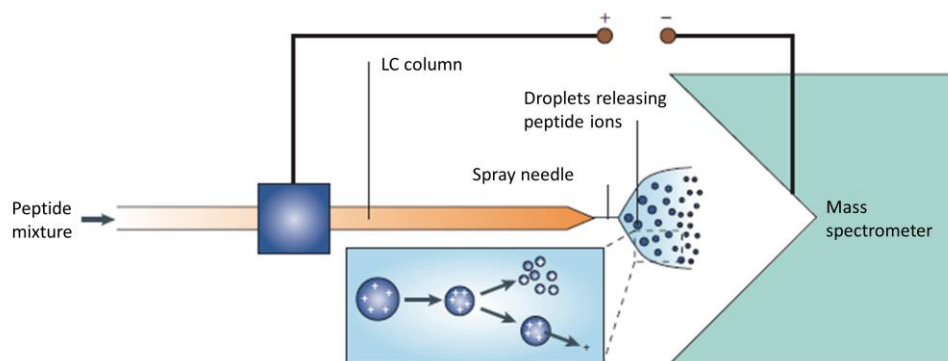 + −
LC column
Droplets releasing
peptide ions
Spray needle
Peptide
mixture
Mass
spectrometer
+